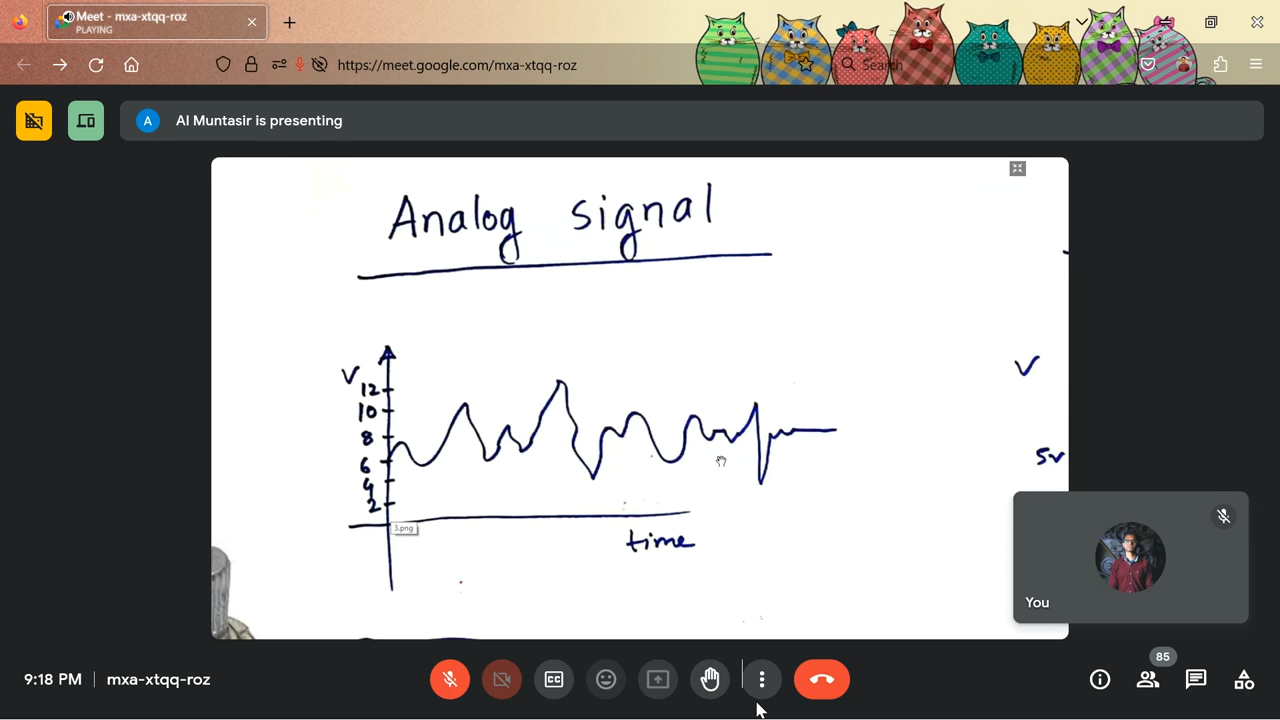 Meet - mxa-xtqq-roz
PLAYING
https://meet.google.com/mxa-xtqq-roz
Search
A
Al Muntasir is presenting
Analog signal
V
12
10
8
6
4
2
3.png
time
V
5v
You
9:18 PM
mxa-xtqq-roz
CC
85